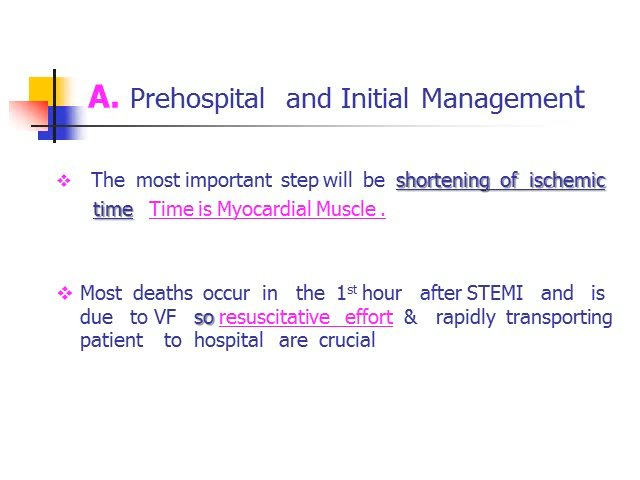 A. Prehospital and Initial Management
❖ The most important step will be shortening of ischemic
time Time is Myocardial Muscle .
❖ Most deaths occur in the 1st hour after STEMI and is
due to VF so resuscitative effort & rapidly transporting
patient to hospital are crucial